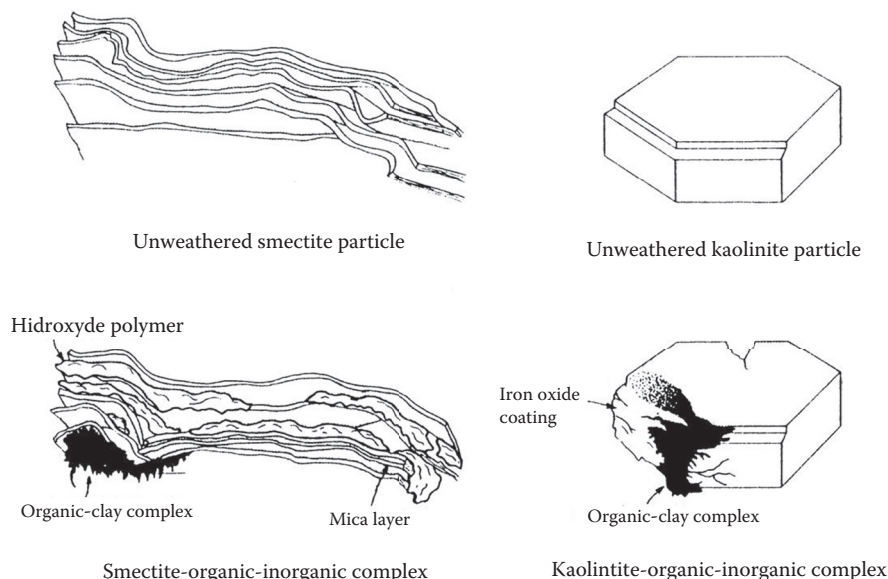 Unweathered smectite particle
Unweathered kaolinite particle
Hidroxyde polymer
Iron oxide
coating
Organic-clay complex
Mica layer
Organic-clay complex
Smectite-organic-inorganic complex
Kaolintite-organic-inorganic complex